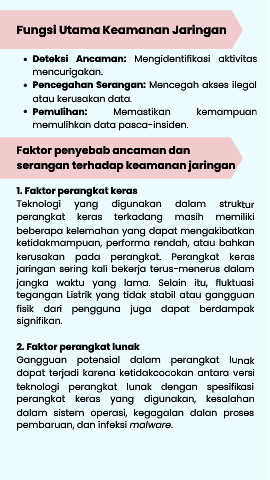 Fungsi Utama Keamanan Jaringan
• Deteksi Ancaman: Mengidentifikasi aktivitas
mencurigakan.
• Pencegahan Serangan: Mencegah akses ilegal
atau kerusakan data.
• Pemulihan: Memastikan kemampuan
memulihkan data pasca-insiden.
Faktor penyebab ancaman dan
serangan terhadap keamanan jaringan
1. Faktor perangkat keras
Teknologi yang digunakan dalam struktur
perangkat keras terkadang masih memiliki
beberapa kelemahan yang dapat mengakibatkan
ketidakmampuan, performa rendah, atau bahkan
kerusakan pada perangkat. Perangkat keras
jaringan sering kali bekerja terus-menerus dalam
jangka waktu yang lama. Selain itu, fluktuasi
tegangan Listrik yang tidak stabil atau gangguan
fisik dari pengguna juga dapat berdampak
signifikan.
2. Faktor perangkat lunak
Gangguan potensial dalam perangkat lunak
dapat terjadi karena ketidakcocokan antara versi
teknologi perangkat lunak dengan spesifikasi
perangkat keras yang digunakan, kesalahan
dalam sistem operasi, kegagalan dalan proses
pembaruan, dan infeksi malware.